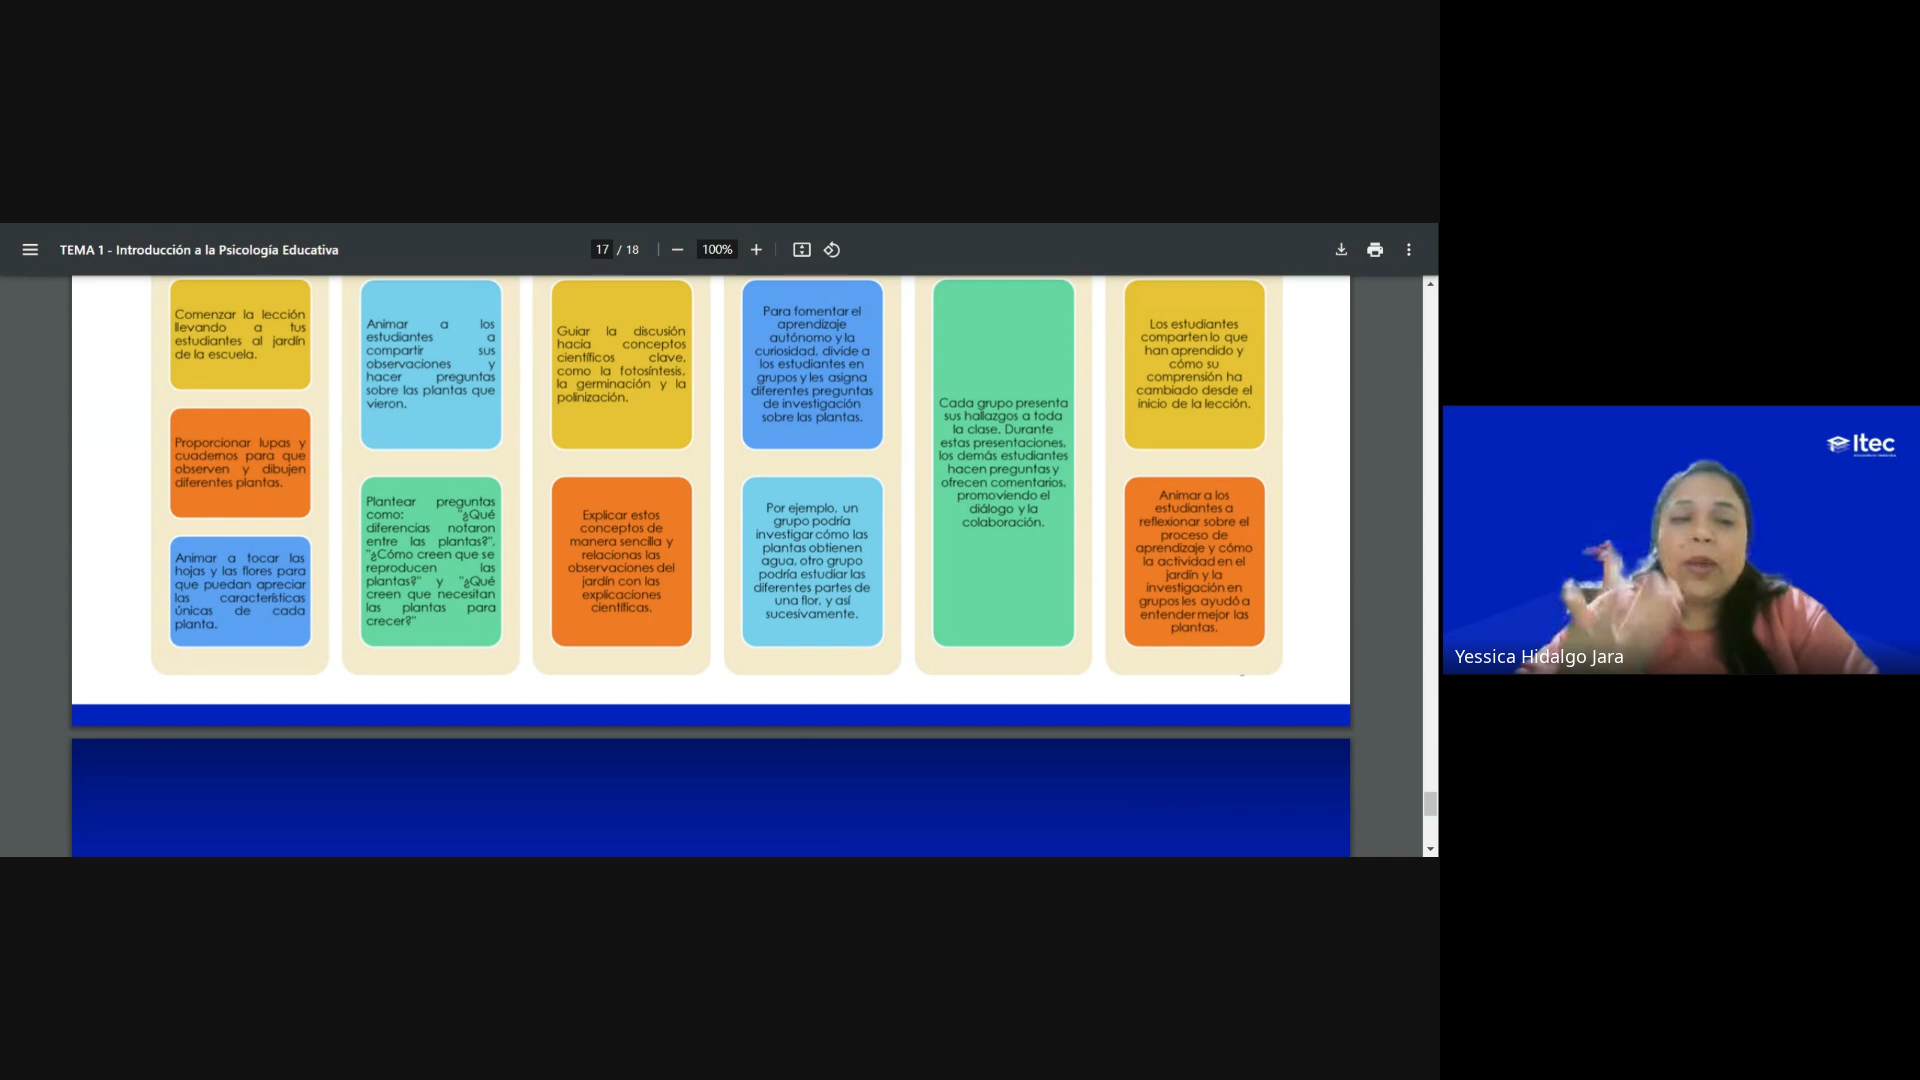 TEMA 1 - Introducción a la Psicología Educativa
17 / 18
100%
Comenzar la lección
llevando a tus
estudiantes al jardín
de la escuela.
Proporcionar lupas y
cuadernos para que
observen y dibujen
diferentes plantas.
Animar a tocar las
hojas y las flores para
que puedan apreciar
las características
únicas de cada
planta.
Animar a los
estudiantes a
compartir sus
observaciones y
hacer preguntas
sobre las plantas que
vieron.
Plantear preguntas
como: "¿Qué
diferencias notaron
entre las plantas?",
"¿Cómo creen que se
reproducen las
plantas?" y "¿Qué
creen que necesitan
las plantas para
crecer?"
Guiar la discusión
hacia conceptos
científicos clave,
como la fotosíntesis,
la germinación y la
polinización.
Explicar estos
conceptos de
manera sencilla y
relacionas las
observaciones del
jardín con las
explicaciones
científicas.
Para fomentar el
aprendizaje
autónomo y la
curiosidad, divide a
los estudiantes en
grupos y les asigna
diferentes preguntas
de investigación
sobre las plantas.
Por ejemplo, un
grupo podría
investigar cómo las
plantas obtienen
agua, otro grupo
podría estudiar las
diferentes partes de
una flor, y así
sucesivamente.
Cada grupo presenta
sus hallazgos a toda
la clase. Durante
estas presentaciones,
los demás estudiantes
hacen preguntas y
ofrecen comentarios,
promoviendo el
diálogo y la
colaboración.
Los estudiantes
comparten lo que
han aprendido y
cómo su
comprensión ha
cambiado desde el
inicio de la lección.
Animar a los
estudiantes a
reflexionar sobre el
proceso de
aprendizaje y cómo
la actividad en el
jardín y la
investigación en
grupos les ayudó a
entender mejor las
plantas.
Itec
Yessica Hidalgo Jara